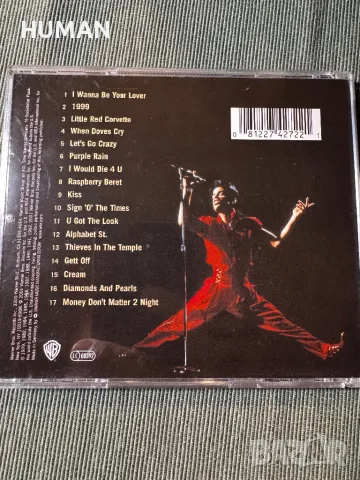 HUMAN
1 I Wanna Be Your Lover
2 1999
3 Little Red Corvette
4 When Doves Cry
5 Let's Go Crazy
6 Purple Rain
7 I Would Die 4 U
8 Raspberry Beret
9 Kiss
10 Sign 'O' The Times
11 U Got The Look
12 Alphabet St.
13 Thieves In The Temple
14 Gett Off
15 Cream
16 Diamonds And Pearls
17 Money Don't Matter 2 Night
0 81227 42722 1
LC 00392
BAZAR